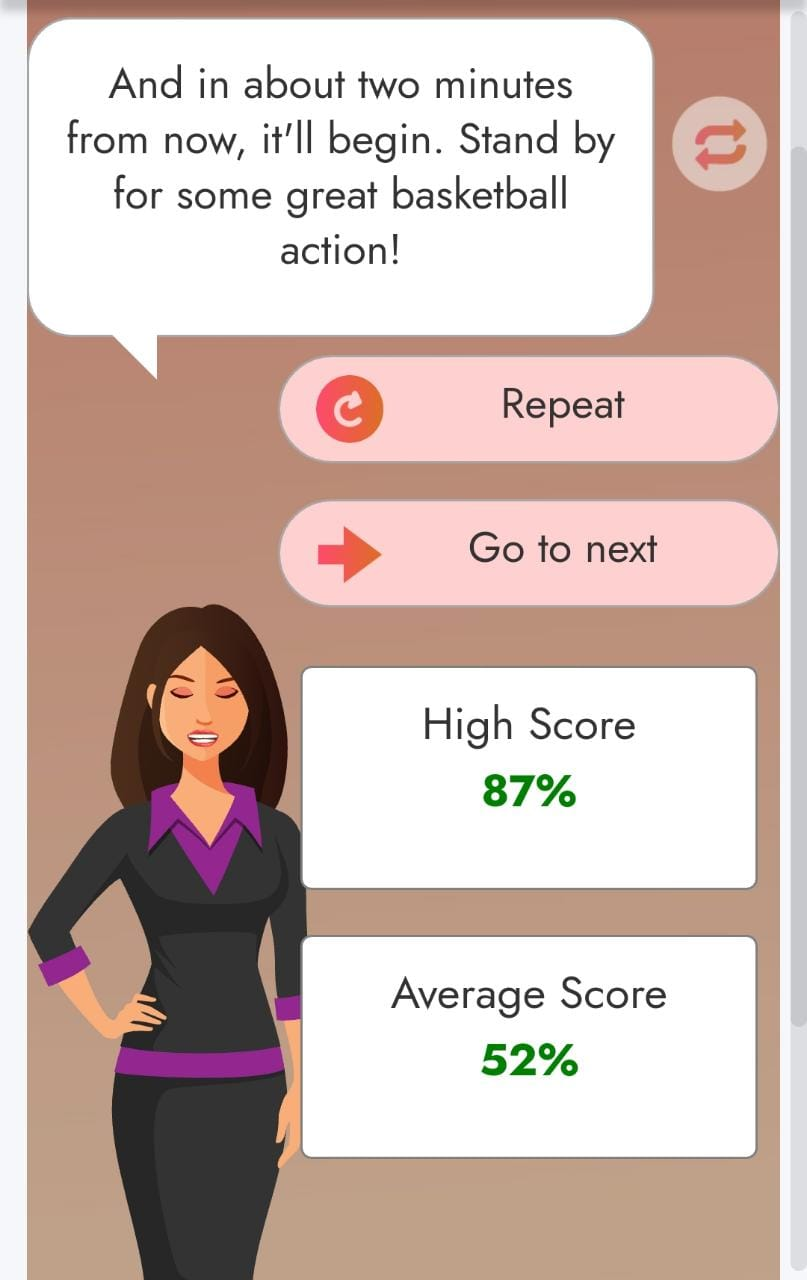 And in about two minutes
from now, it'll begin. Stand by
for some great basketball
action!
Repeat
Go to next
High Score
87%
Average Score
52%